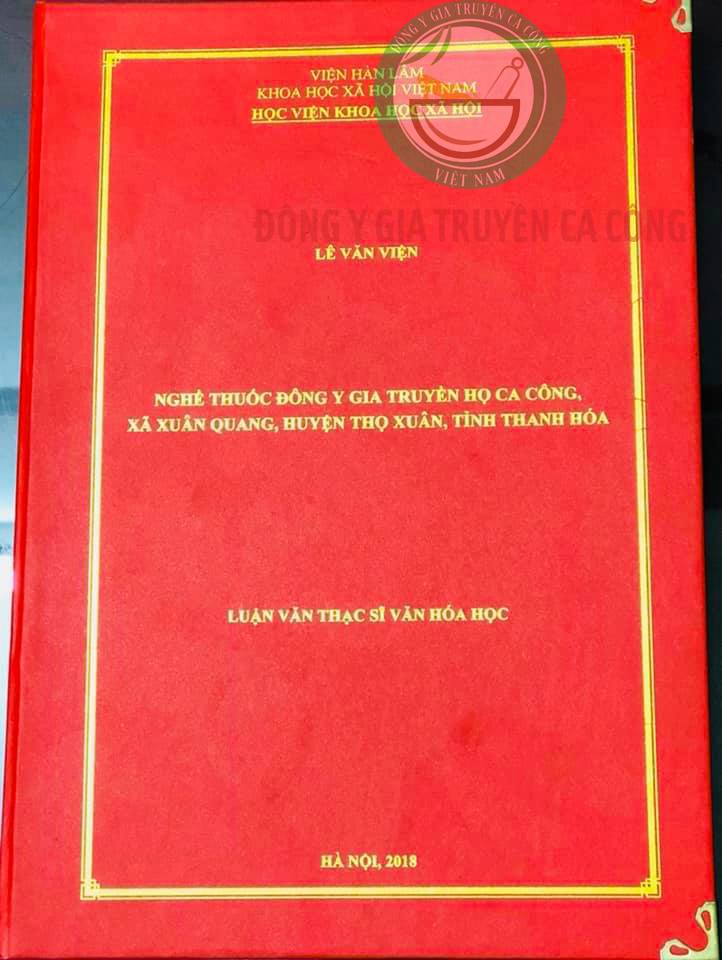 ĐÔNG Y GIA TRUYỀN CA CÔNG
VIỆT NAM
VIỆN HÀN LÂM
KHOA HỌC XÃ HỘI VIỆT NAM
HỌC VIỆN KHOA HỌC XÃ HỘI
ĐÔNG Y GIA TRUYỀN CA CÔNG
LÊ VĂN VIỆN
NGHỀ THUỐC ĐÔNG Y GIA TRUYỀN HỌ CA CÔNG,
XÃ XUÂN QUANG, HUYỆN THỌ XUÂN, TỈNH THANH HÓA
LUẬN VĂN THẠC SĨ VĂN HÓA HỌC
HÀ NỘI, 2018